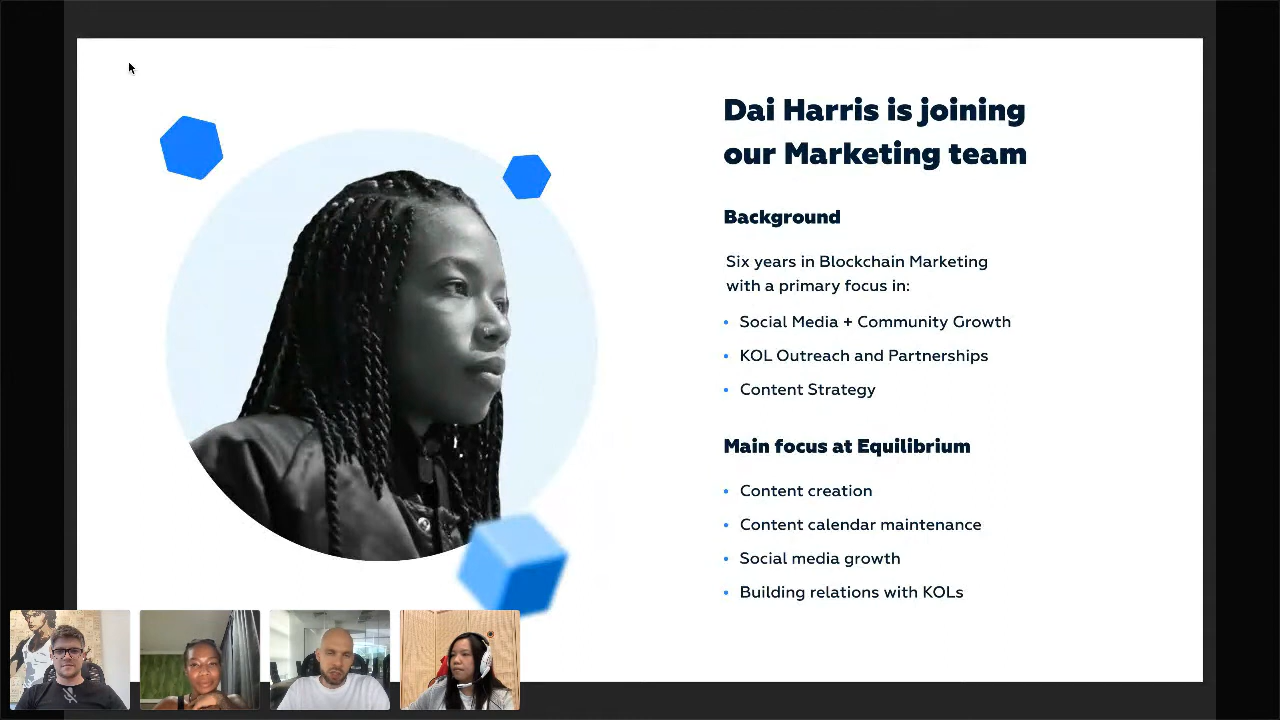 Dai Harris is joining
our Marketing team
Background
Six years in Blockchain Marketing
with a primary focus in:
• Social Media + Community Growth
• KOL Outreach and Partnerships
• Content Strategy
Main focus at Equilibrium
• Content creation
• Content calendar maintenance
• Social media growth
• Building relations with KOLs